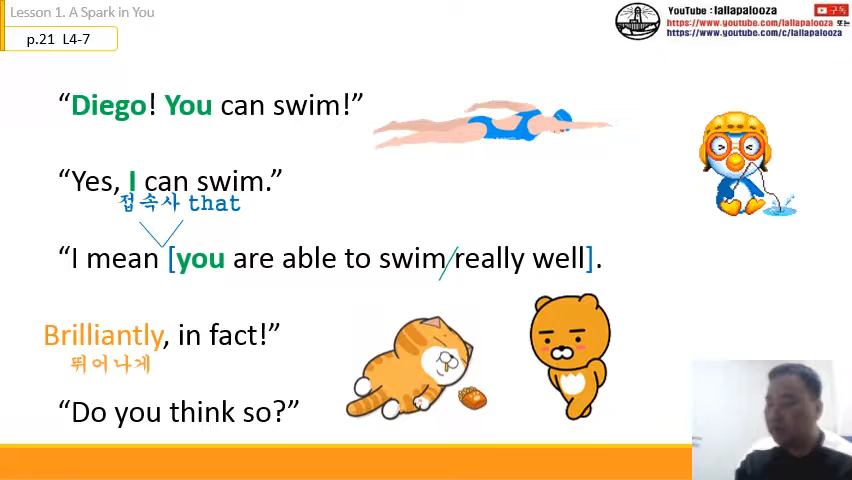 Lesson 1. A Spark in You
p.21 L4-7
YouTube : lallapalooza 구독
https://www.youtube.com/lallapalooza 또는
https://www.youtube.com/c/lallapalooza
“Diego! You can swim!”
“Yes, I can swim.”
접속사 that
“I mean [you are able to swim/really well].
Brilliantly, in fact!”
뛰어나게
“Do you think so?”